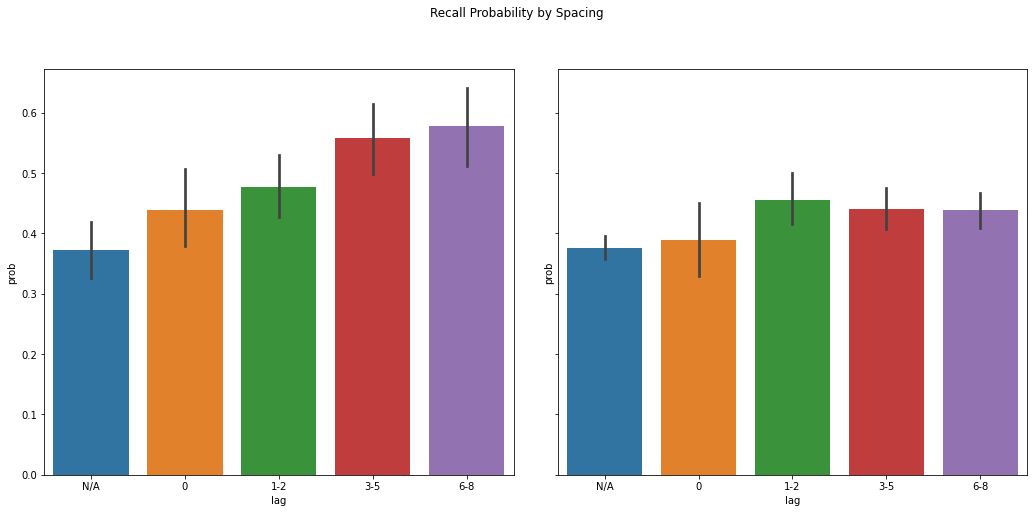 Recall Probability by Spacing
prob
0.6
0.5
0.4
0.3
0.2
0.1
0.0
N/A 0 1-2 3-5 6-8
lag
prob
N/A 0 1-2 3-5 6-8
lag